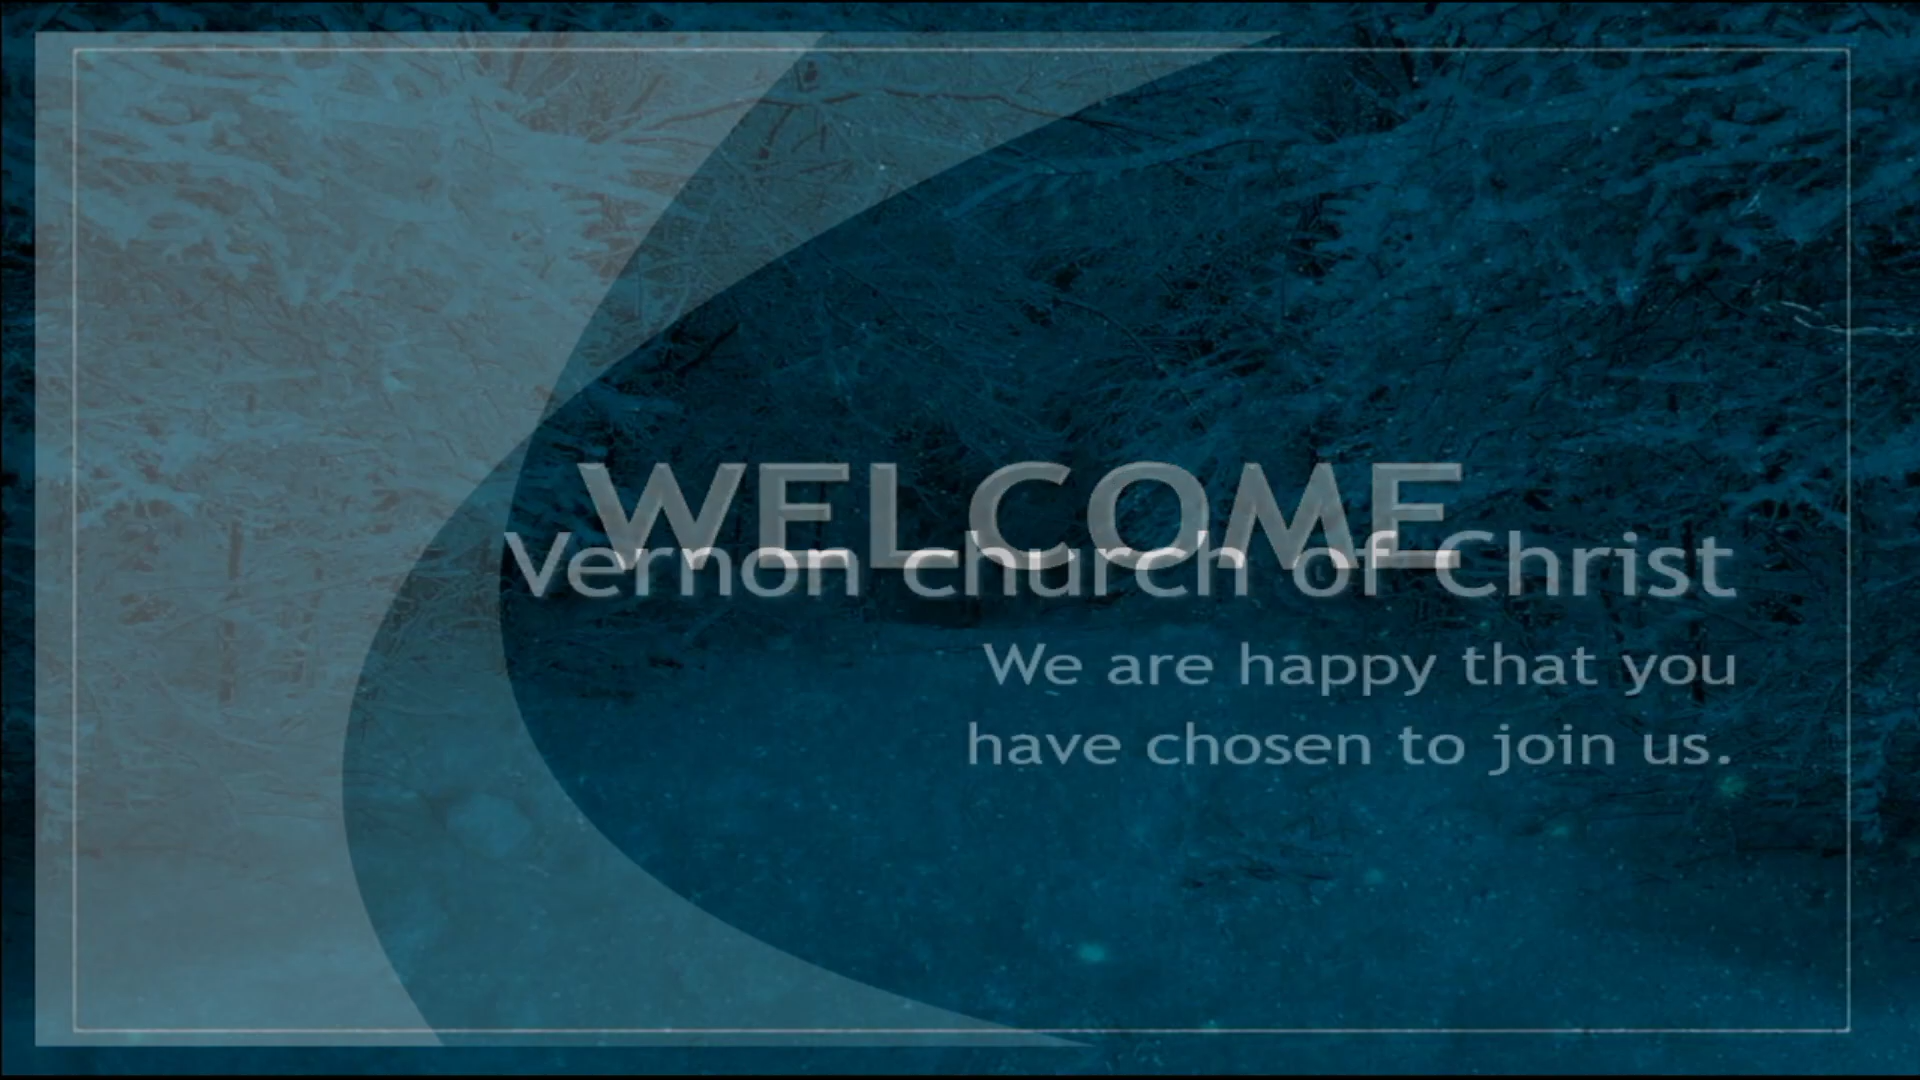 WELCOME
Vernon church of Christ
We are happy that you
have chosen to join us.